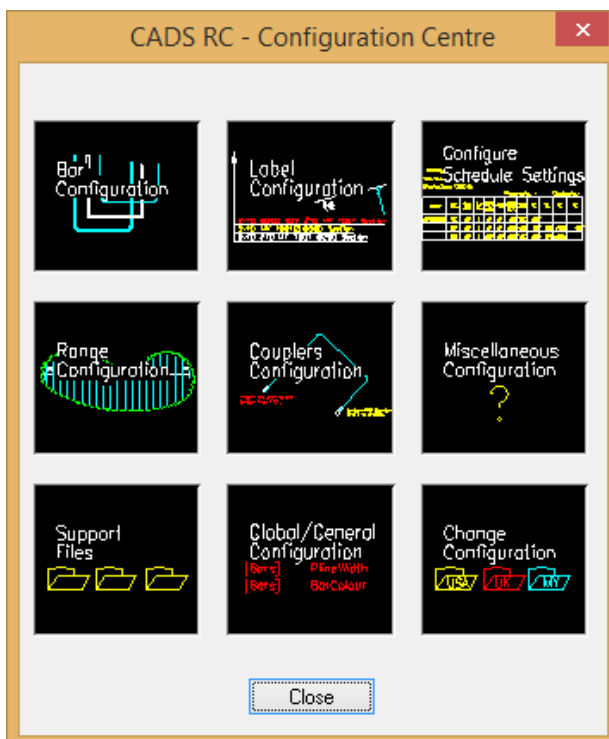 CADS RC - Configuration Centre
Bar
Configuration
Label
Configuration
Configure
Schedule Settings
Range
Configuration
Couplers
Configuration
Miscellaneous
Configuration
?
Support
Files
Global/General
Configuration
[Bars] PlineWidth
[Bars] BarColour
Change
Configuration
USA UK MY
Close